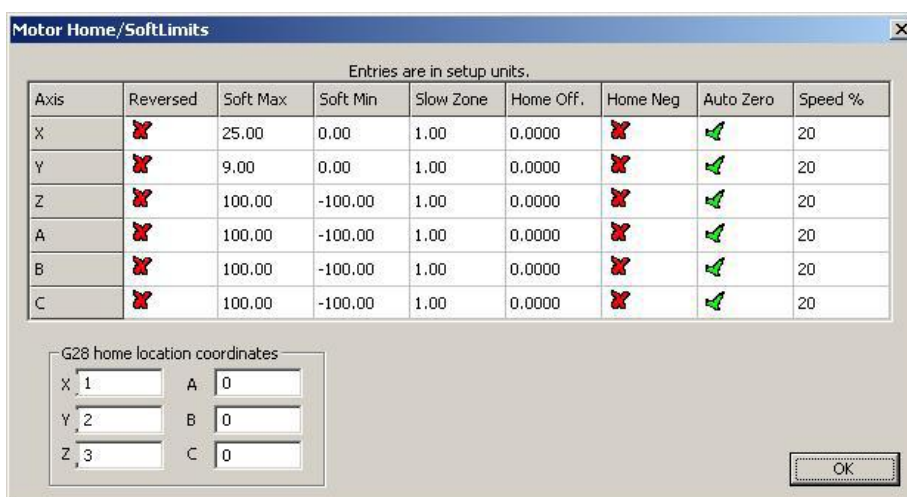 Motor Home/SoftLimits
Entries are in setup units.
Axis Reversed Soft Max Soft Min Slow Zone Home Off. Home Neg Auto Zero Speed %
X 25.00 0.00 1.00 0.0000 20
Y 9.00 0.00 1.00 0.0000 20
Z 100.00 -100.00 1.00 0.0000 20
A 100.00 -100.00 1.00 0.0000 20
B 100.00 -100.00 1.00 0.0000 20
C 100.00 -100.00 1.00 0.0000 20
G28 home location coordinates
X 1 A 0
Y 2 B 0
Z 3 C 0
OK